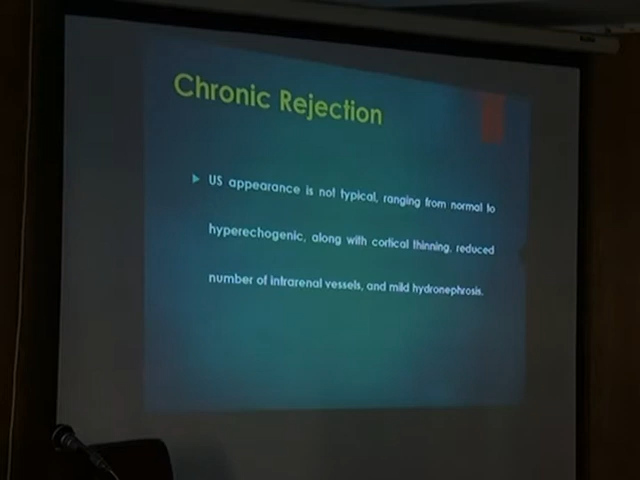 Chronic Rejection
US appearance is not typical, ranging from normal to
hyperechogenic, along with cortical thinning, reduced
number of intrarenal vessels, and mild hydronephrosis.